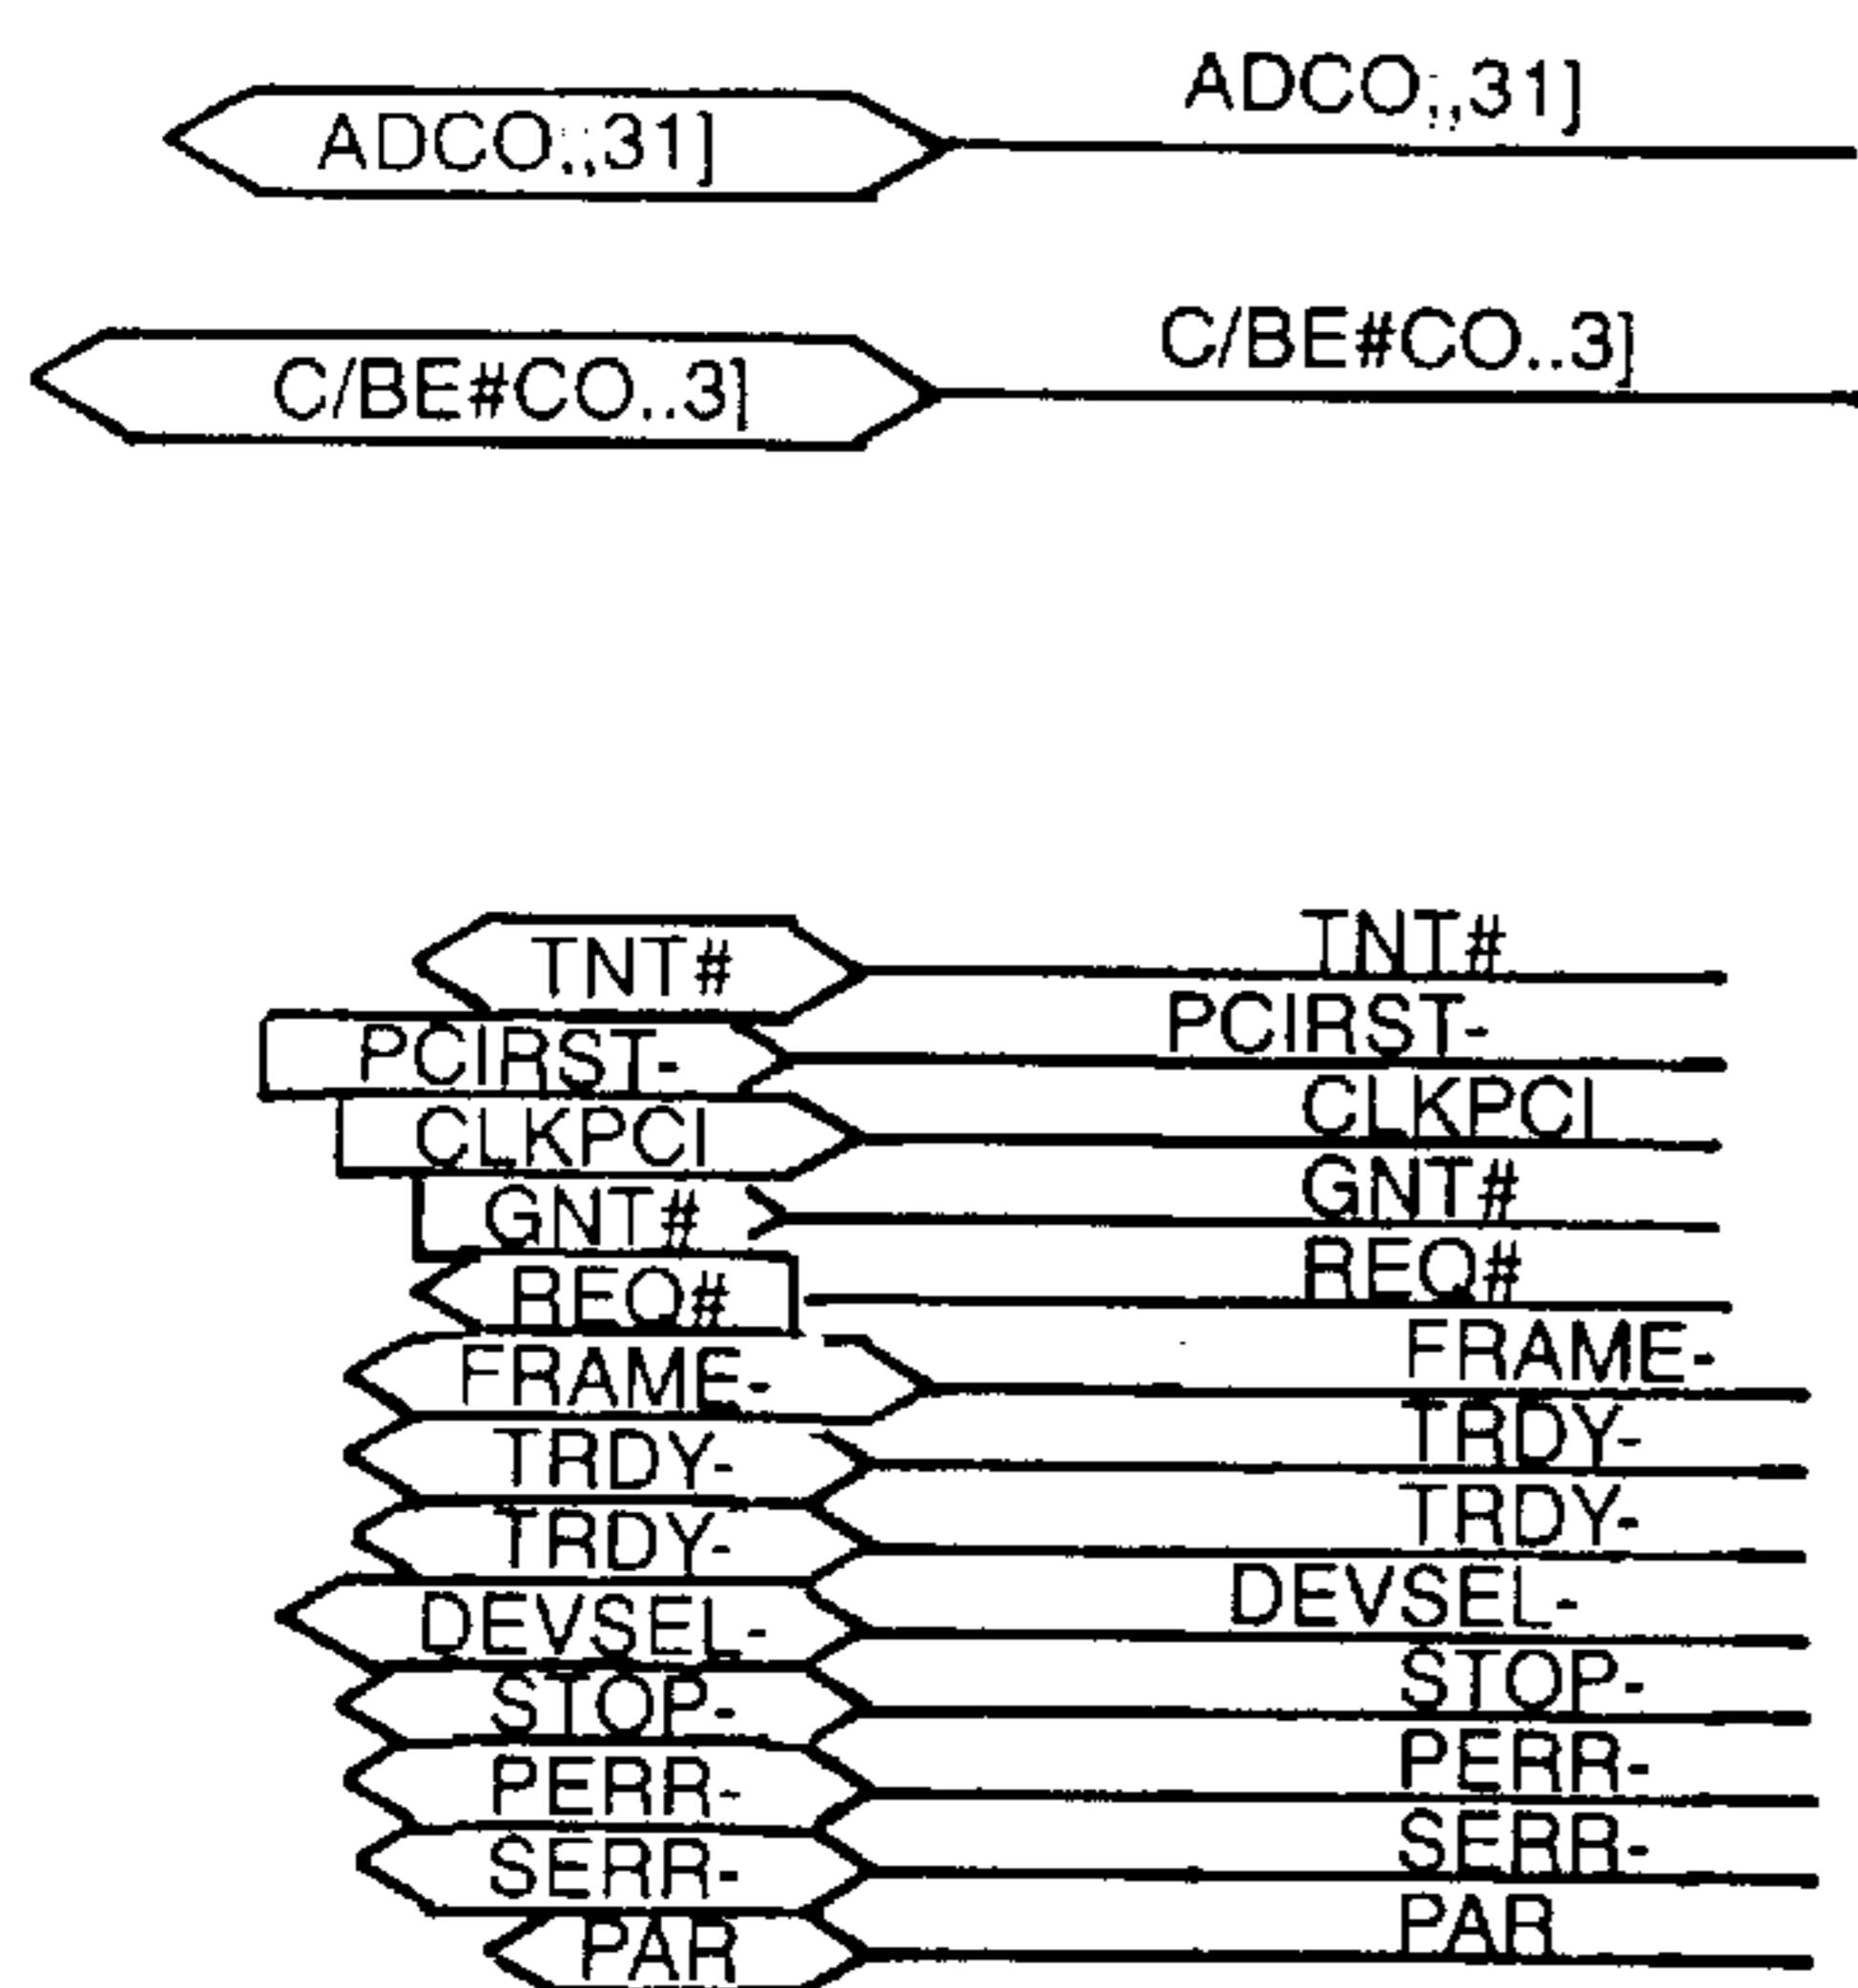 ADCO,,31]
ADCO;,31]
C/BE#CO..3]
C/BE#CO..3]
TNT#
TNT#
PCIRST-
PCIRST-
CLKPCI
CLKPCI
GNT#
GNT#
REQ#
REQ#
FRAME-
FRAME-
TRDY-
TRDY-
TRDY-
TRDY-
DEVSEL-
DEVSEL-
STOP-
STOP-
PERR-
PERR-
SERR-
SERR-
PAR
PAR